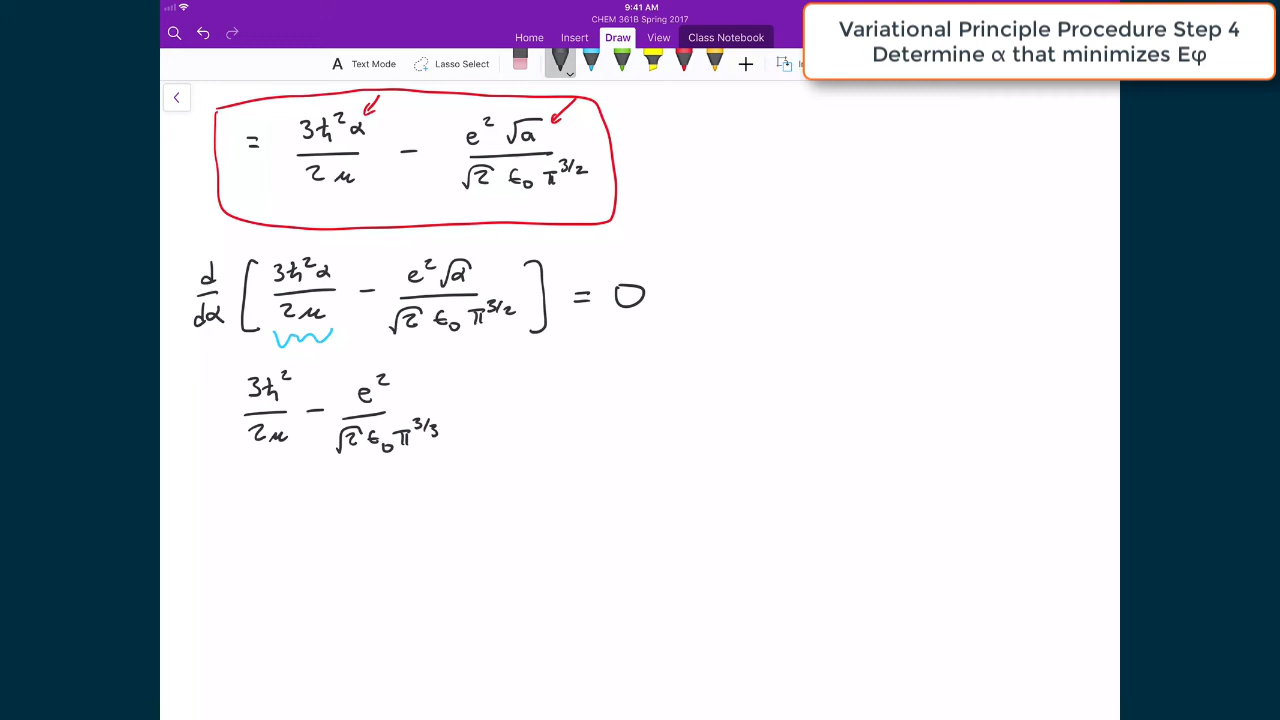 9:41 AM
CHEM 361B Spring 2017
Variational Principle Procedure Step 4
Determine α that minimizes Eφ
Home Insert Draw View Class Notebook
A Text Mode Lasso Select + In
= 3ħ²α / 2μ − e² √a / √2 ε₀ π^3/2
d/dα [ 3ħ²α / 2μ − e² √α / √2 ε₀ π^3/2 ] = 0
3ħ² / 2μ − e² / √2 ε₀ π^3/3